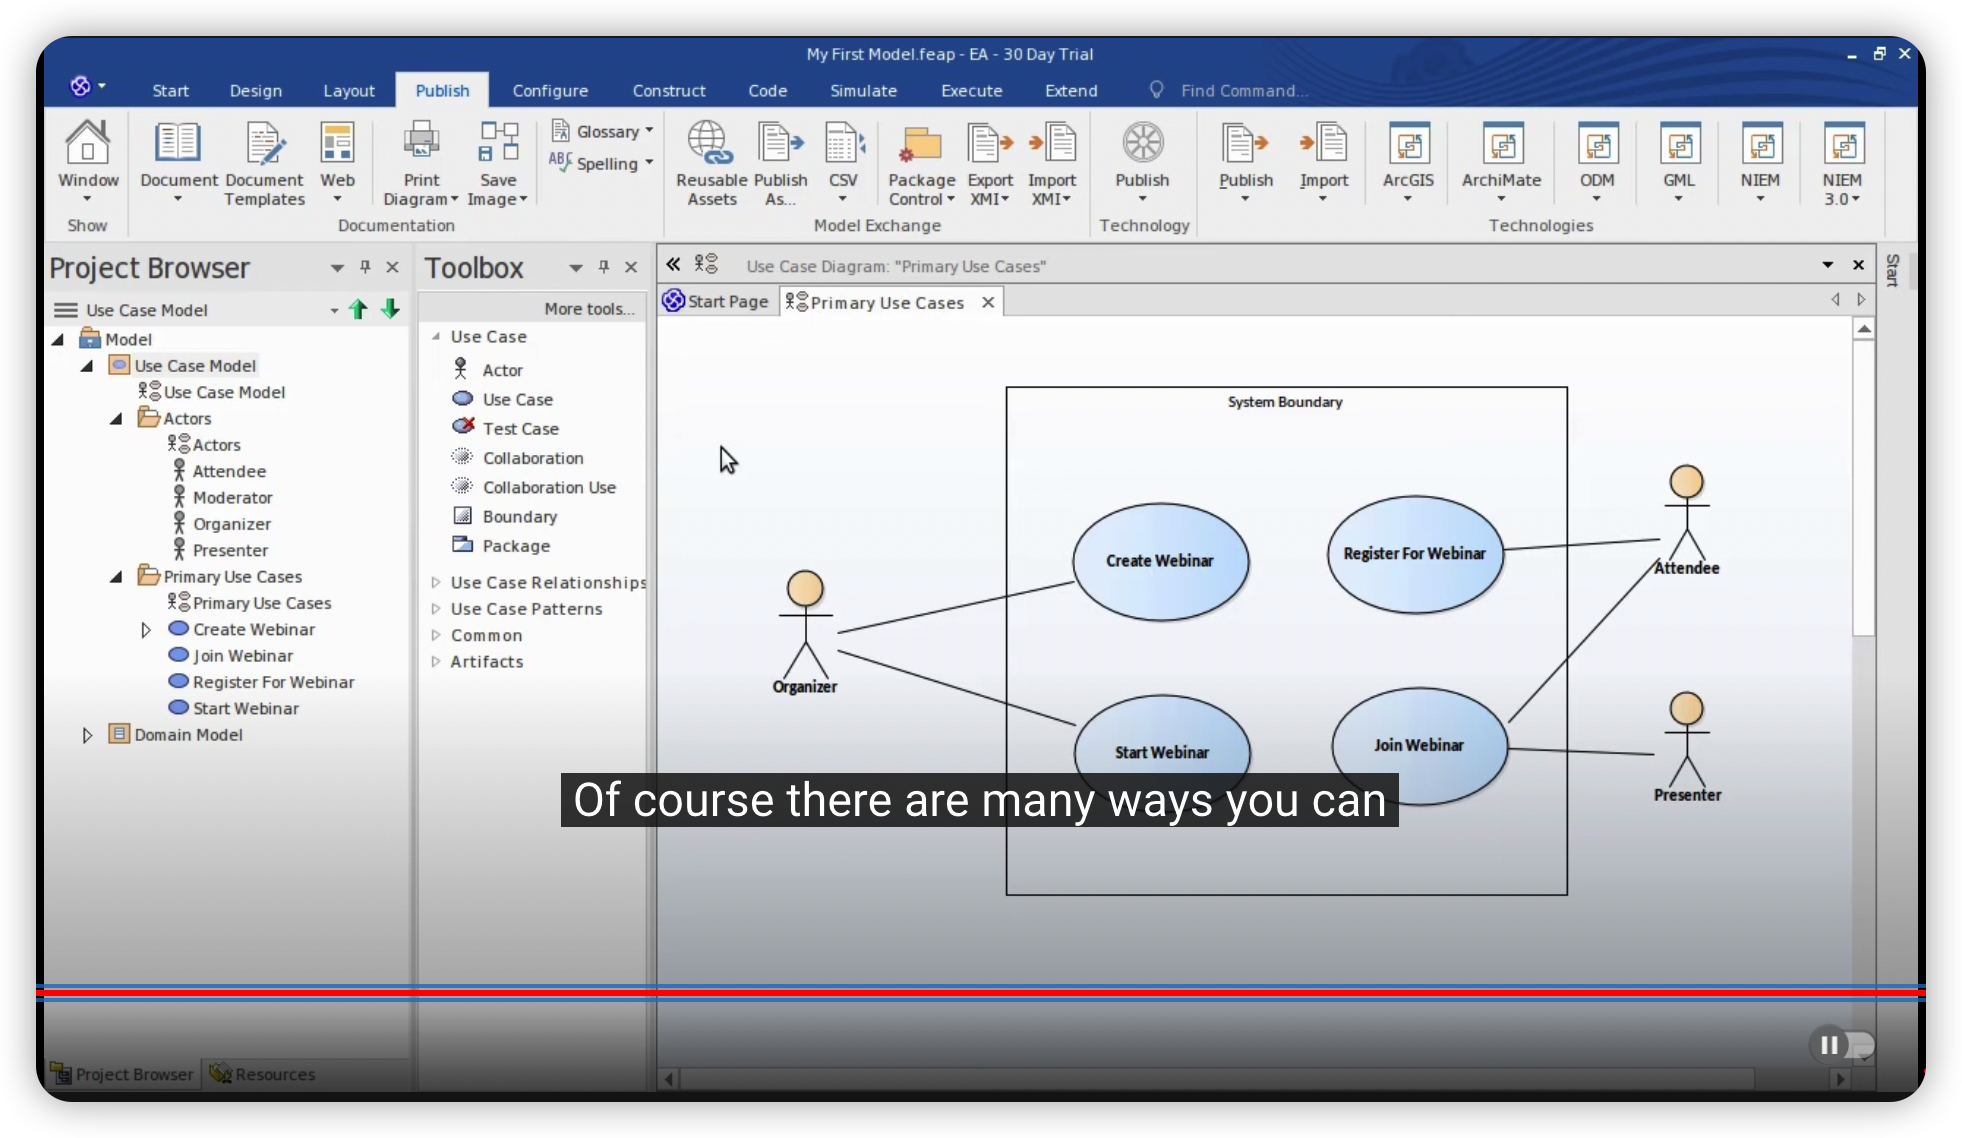 My First Model.feap - EA - 30 Day Trial
Start Design Layout Publish Configure Construct Code Simulate Execute Extend Find Command...
Window
Show
Document
Document Templates
Web
Print Diagram
Save Image
Glossary
ABC Spelling
Documentation
Reusable Assets
Publish As...
CSV
Package Control
Export XMI
Import XMI
Model Exchange
Publish
Technology
Publish
Import
ArcGIS
ArchiMate
ODM
GML
NIEM
NIEM 3.0
Technologies
Project Browser
Use Case Model
Model
Use Case Model
Use Case Model
Actors
Actors
Attendee
Moderator
Organizer
Presenter
Primary Use Cases
Primary Use Cases
Create Webinar
Join Webinar
Register For Webinar
Start Webinar
Domain Model
Project Browser Resources
Toolbox
More tools...
Use Case
Actor
Use Case
Test Case
Collaboration
Collaboration Use
Boundary
Package
Use Case Relationships
Use Case Patterns
Common
Artifacts
Use Case Diagram: "Primary Use Cases"
Start Page Primary Use Cases
Start
System Boundary
Create Webinar
Register For Webinar
Attendee
Organizer
Start Webinar
Join Webinar
Presenter
Of course there are many ways you can